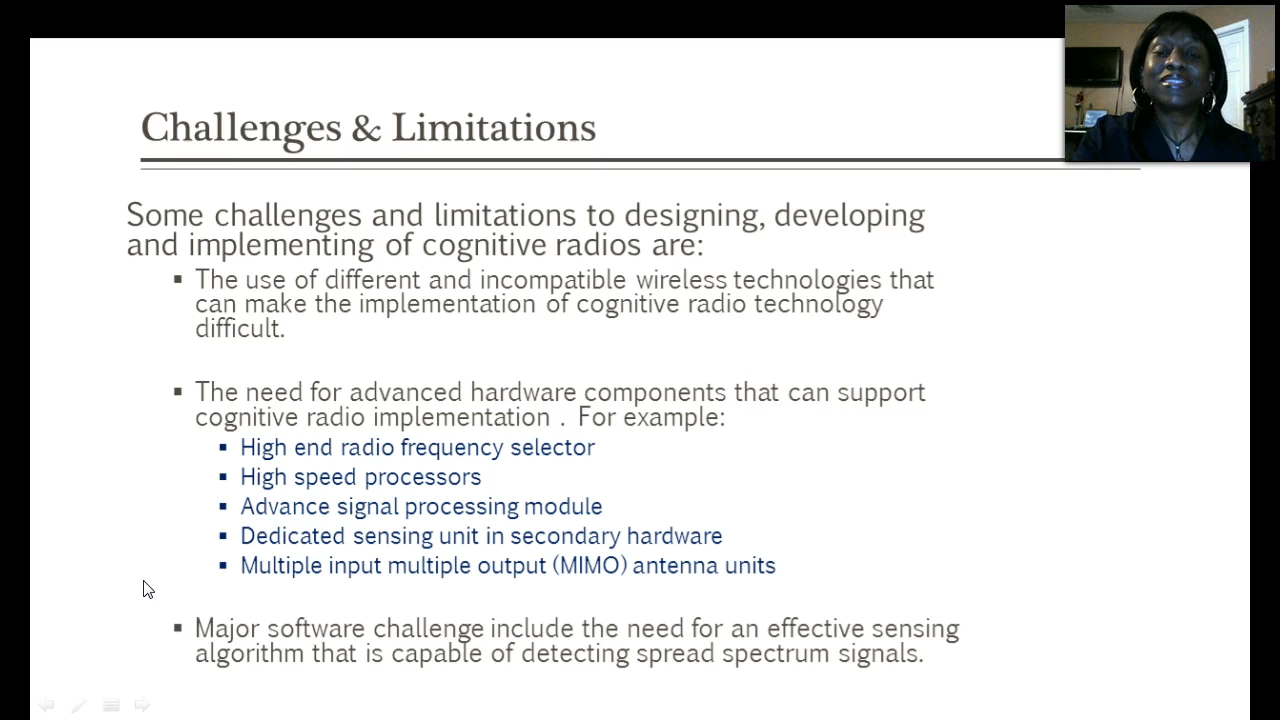 Challenges & Limitations
Some challenges and limitations to designing, developing
and implementing of cognitive radios are:
▪ The use of different and incompatible wireless technologies that
can make the implementation of cognitive radio technology
difficult.
▪ The need for advanced hardware components that can support
cognitive radio implementation . For example:
▪ High end radio frequency selector
▪ High speed processors
▪ Advance signal processing module
▪ Dedicated sensing unit in secondary hardware
▪ Multiple input multiple output (MIMO) antenna units
▪ Major software challenge include the need for an effective sensing
algorithm that is capable of detecting spread spectrum signals.